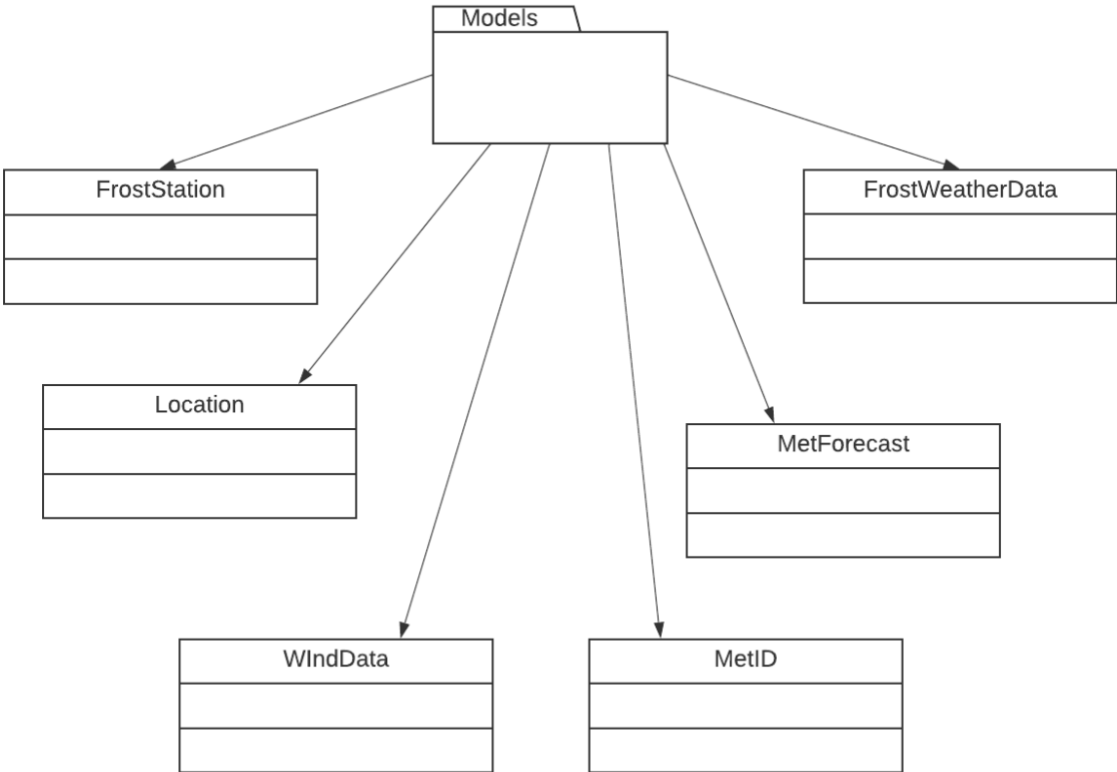 Models
FrostStation
FrostWeatherData
Location
MetForecast
WIndData
MetID